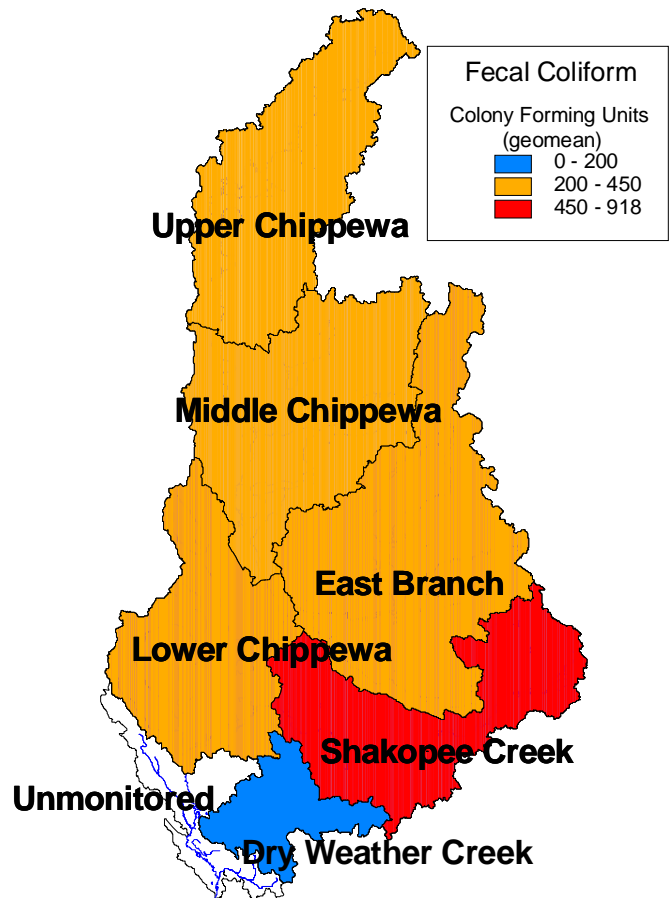 Fecal Coliform
Colony Forming Units
(geomean)
0 - 200
200 - 450
450 - 918
Upper Chippewa
Middle Chippewa
East Branch
Lower Chippewa
Shakopee Creek
Unmonitored
Dry Weather Creek